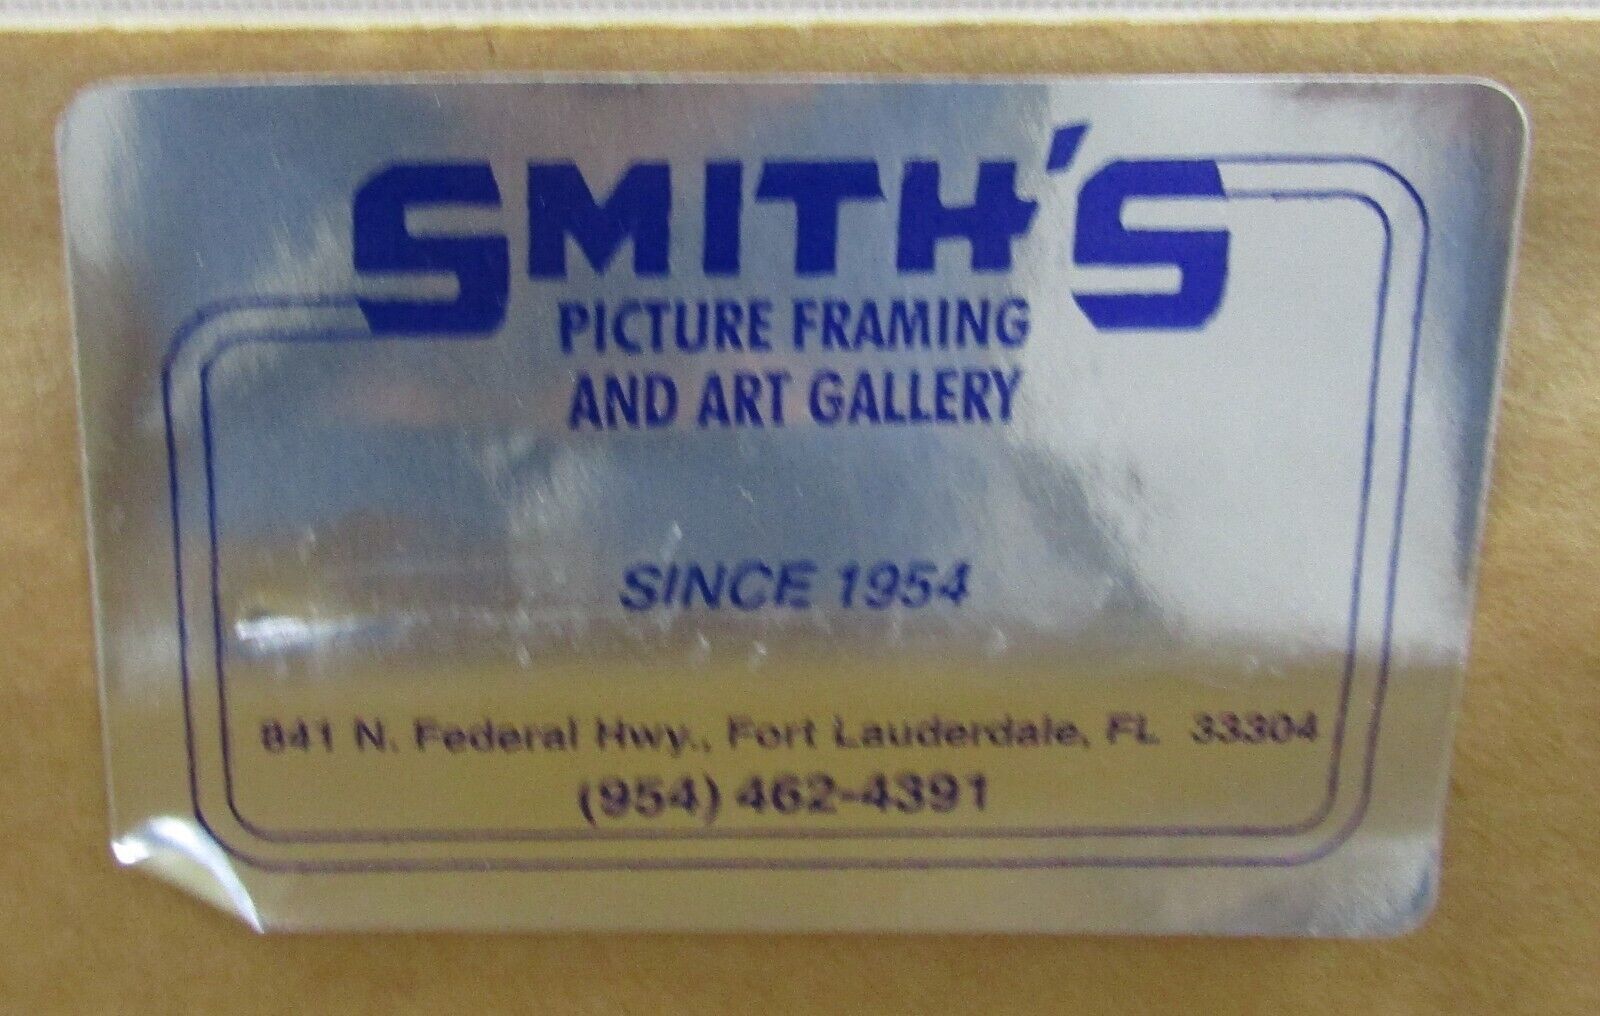 SMITH'S
PICTURE FRAMING
AND ART GALLERY
SINCE 1954
841 N. Federal Hwy., Fort Lauderdale, FL 33304
(954) 462-4391